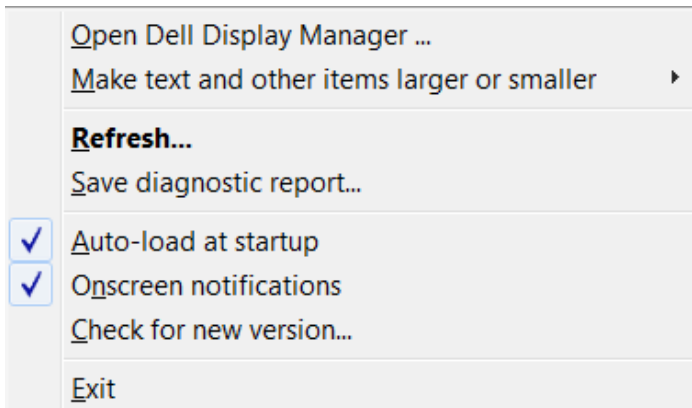 Open Dell Display Manager ...
Make text and other items larger or smaller
Refresh...
Save diagnostic report...
Auto-load at startup
Onscreen notifications
Check for new version...
Exit